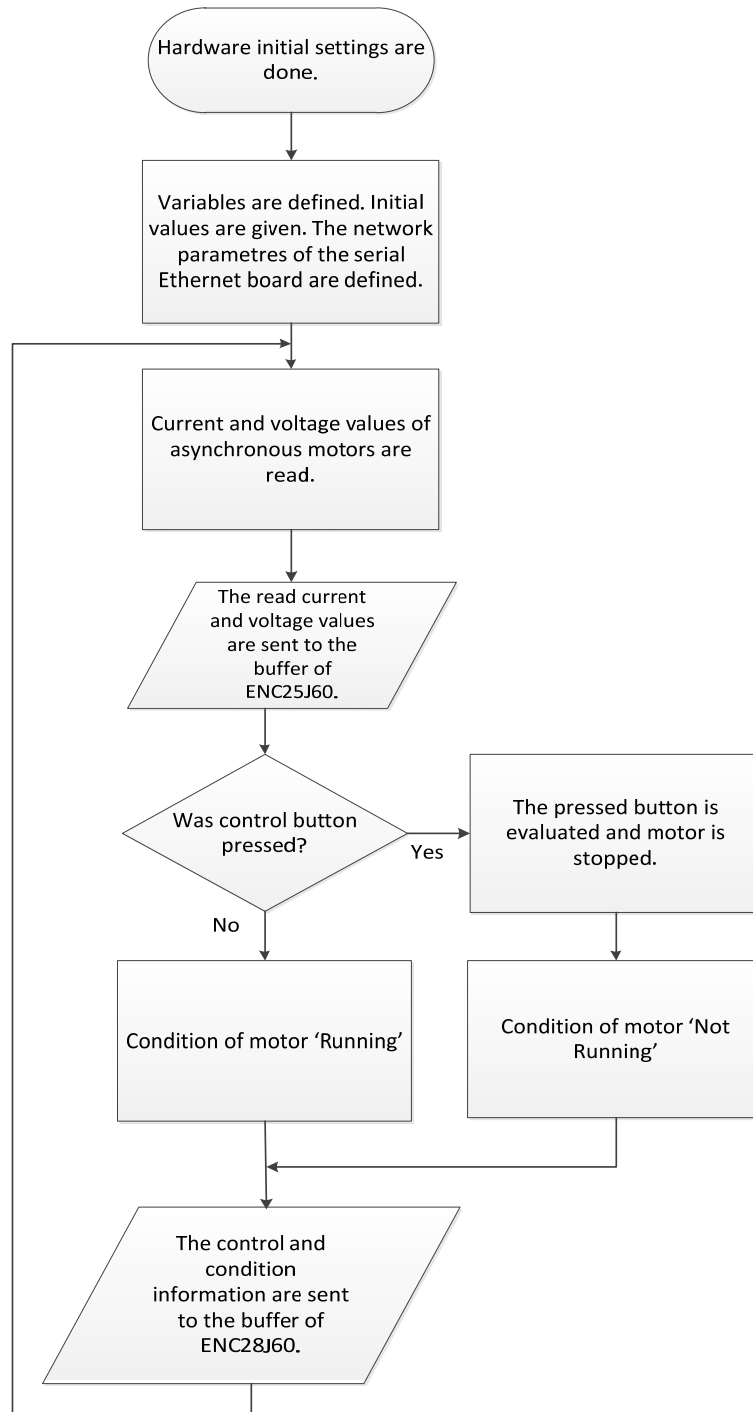 Hardware initial settings are
done.
Variables are defined. Initial
values are given. The network
parametres of the serial
Ethernet board are defined.
Current and voltage values of
asynchronous motors are
read.
The read current
and voltage values
are sent to the
buffer of
ENC25J60.
Was control button
pressed?
Yes
The pressed button is
evaluated and motor is
stopped.
No
Condition of motor ‘Running’
Condition of motor ‘Not
Running’
The control and
condition
information are sent
to the buffer of
ENC28J60.